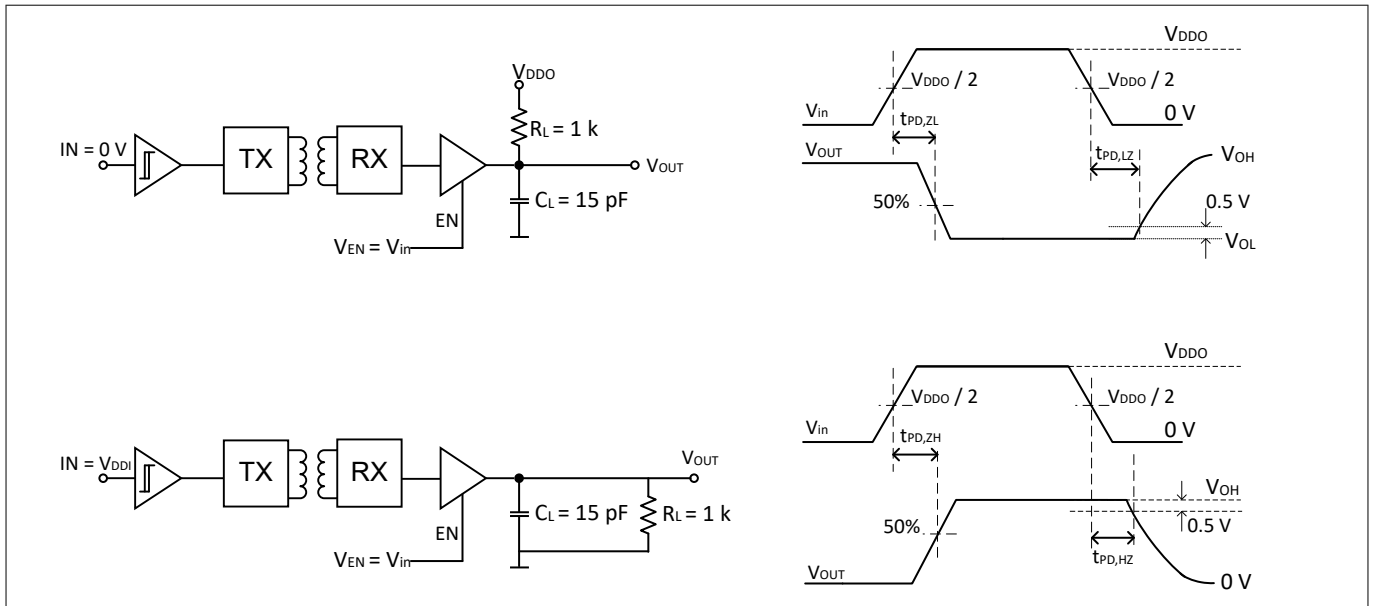 VDDO
RL = 1 k
IN = 0 V
TX
RX
VOUT
CL = 15 pF
EN
VEN = Vin
VDDO
VDDO / 2
VDDO / 2
Vin
0 V
tPD,ZL
VOUT
tPD,LZ
VOH
50%
0.5 V
VOL
IN = VDDI
TX
RX
VOUT
CL = 15 pF
RL = 1 k
EN
VEN = Vin
VDDO
VDDO / 2
VDDO / 2
Vin
0 V
tPD,ZH
VOH
50%
0.5 V
tPD,HZ
VOUT
0 V